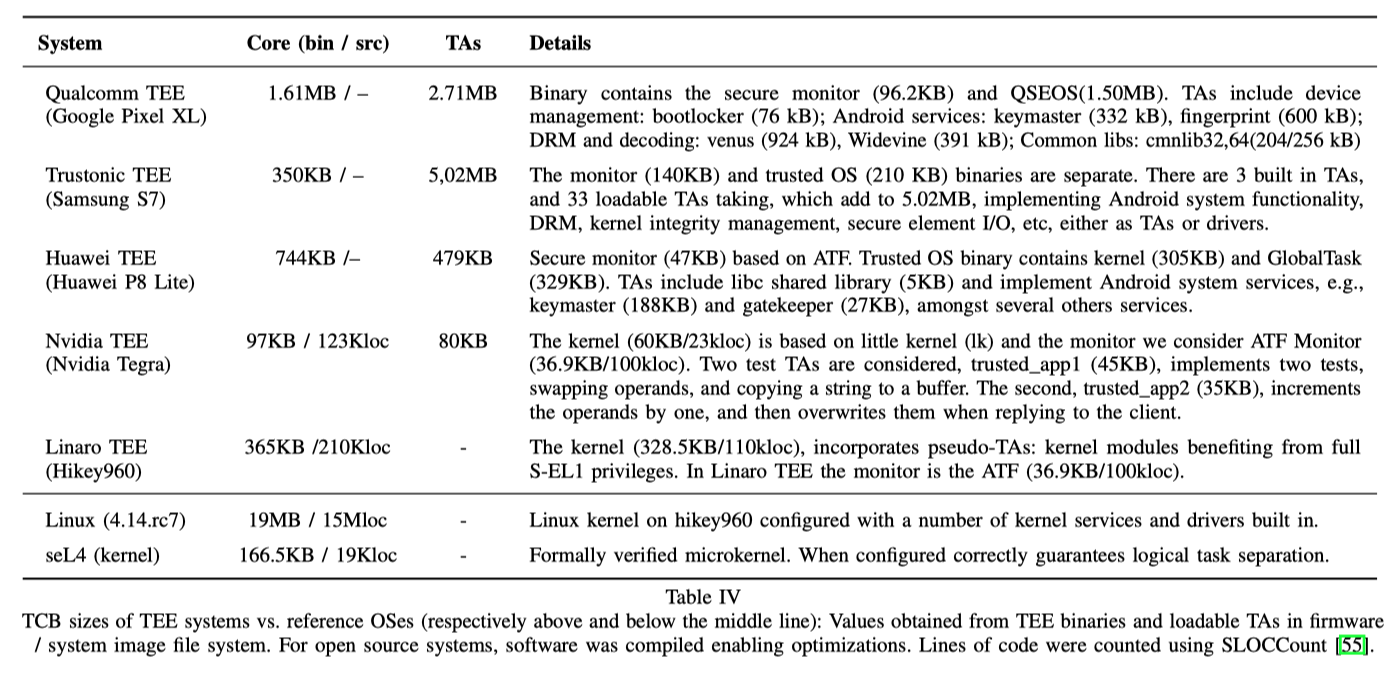 System Core (bin / src) TAs Details
Qualcomm TEE 1.61MB / – 2.71MB Binary contains the secure monitor (96.2KB) and QSEOS(1.50MB). TAs include device
(Google Pixel XL) management: bootlocker (76 kB); Android services: keymaster (332 kB), fingerprint (600 kB);
DRM and decoding: venus (924 kB), Widevine (391 kB); Common libs: cmnlib32,64(204/256 kB)
Trustonic TEE 350KB / – 5,02MB The monitor (140KB) and trusted OS (210 KB) binaries are separate. There are 3 built in TAs,
(Samsung S7) and 33 loadable TAs taking, which add to 5.02MB, implementing Android system functionality,
DRM, kernel integrity management, secure element I/O, etc, either as TAs or drivers.
Huawei TEE 744KB /– 479KB Secure monitor (47KB) based on ATF. Trusted OS binary contains kernel (305KB) and GlobalTask
(Huawei P8 Lite) (329KB). TAs include libc shared library (5KB) and implement Android system services, e.g.,
keymaster (188KB) and gatekeeper (27KB), amongst several others services.
Nvidia TEE 97KB / 123Kloc 80KB The kernel (60KB/23kloc) is based on little kernel (lk) and the monitor we consider ATF Monitor
(Nvidia Tegra) (36.9KB/100kloc). Two test TAs are considered, trusted_app1 (45KB), implements two tests,
swapping operands, and copying a string to a buffer. The second, trusted_app2 (35KB), increments
the operands by one, and then overwrites them when replying to the client.
Linaro TEE 365KB /210Kloc - The kernel (328.5KB/110kloc), incorporates pseudo-TAs: kernel modules benefiting from full
(Hikey960) S-EL1 privileges. In Linaro TEE the monitor is the ATF (36.9KB/100kloc).
Linux (4.14.rc7) 19MB / 15Mloc - Linux kernel on hikey960 configured with a number of kernel services and drivers built in.
seL4 (kernel) 166.5KB / 19Kloc - Formally verified microkernel. When configured correctly guarantees logical task separation.
Table IV
TCB sizes of TEE systems vs. reference OSes (respectively above and below the middle line): Values obtained from TEE binaries and loadable TAs in firmware
/ system image file system. For open source systems, software was compiled enabling optimizations. Lines of code were counted using SLOCCount [55].